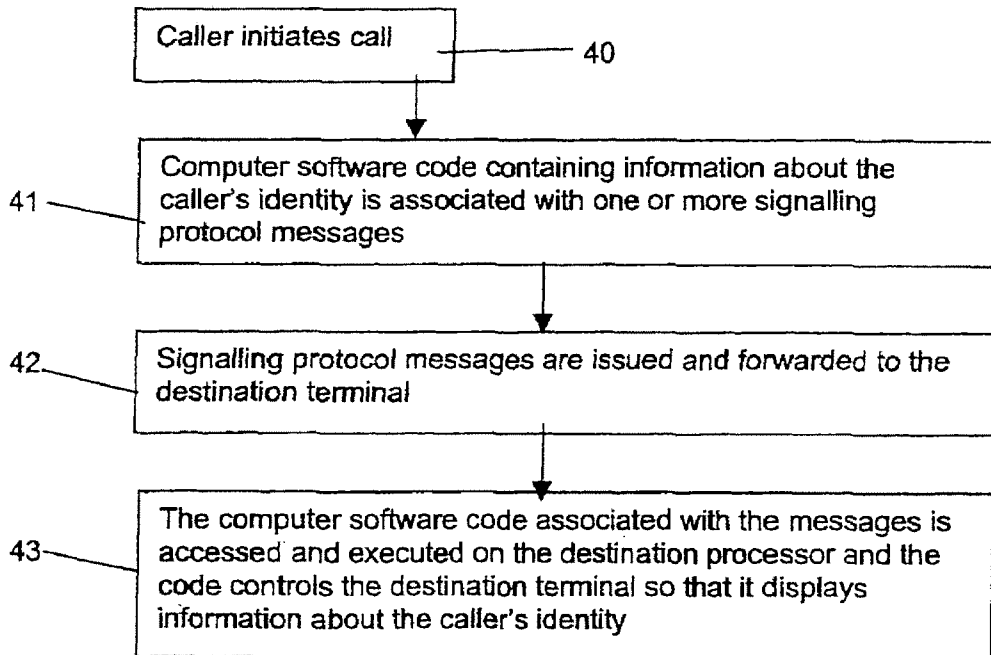 Caller initiates call
40
Computer software code containing information about the
caller's identity is associated with one or more signalling
protocol messages
41
Signalling protocol messages are issued and forwarded to the
destination terminal
42
The computer software code associated with the messages is
accessed and executed on the destination processor and the
code controls the destination terminal so that it displays
information about the caller's identity
43